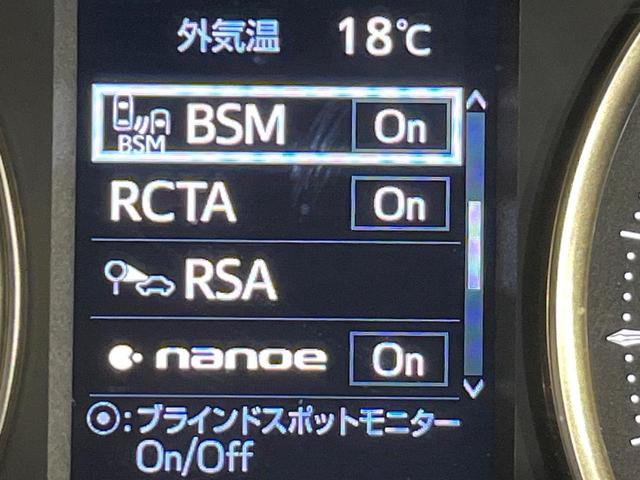 外気温 18℃
BSM BSM On
RCTA On
RSA
nanoe On
◎:ブラインドスポットモニター
On/Off